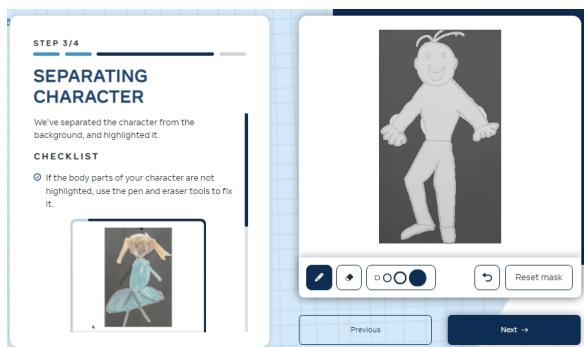 STEP 3/4
SEPARATING
CHARACTER
We've separated the character from the
background, and highlighted it.
CHECKLIST
If the body parts of your character are not
highlighted, use the pen and eraser tools to fix
it.
Reset mask
Previous
Next →